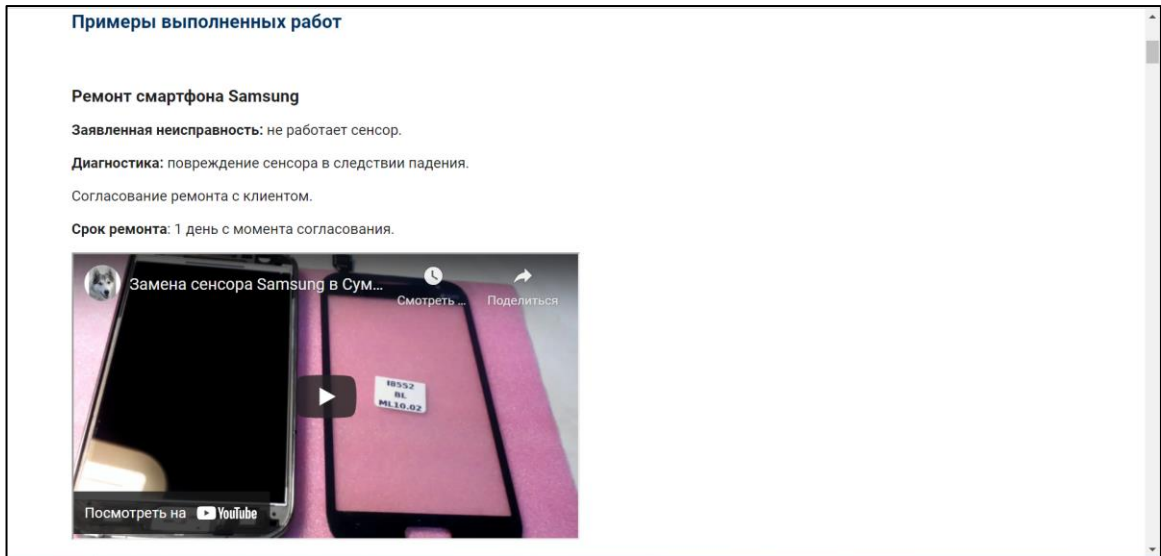 Примеры выполненных работ
Ремонт смартфона Samsung
Заявленная неисправность: не работает сенсор.
Диагностика: повреждение сенсора в следствии падения.
Согласование ремонта с клиентом.
Срок ремонта: 1 день с момента согласования.
Замена сенсора Samsung в Сум...
Смотреть ...
Поделиться
I8552
BL
ML10.02
Посмотреть на YouTube